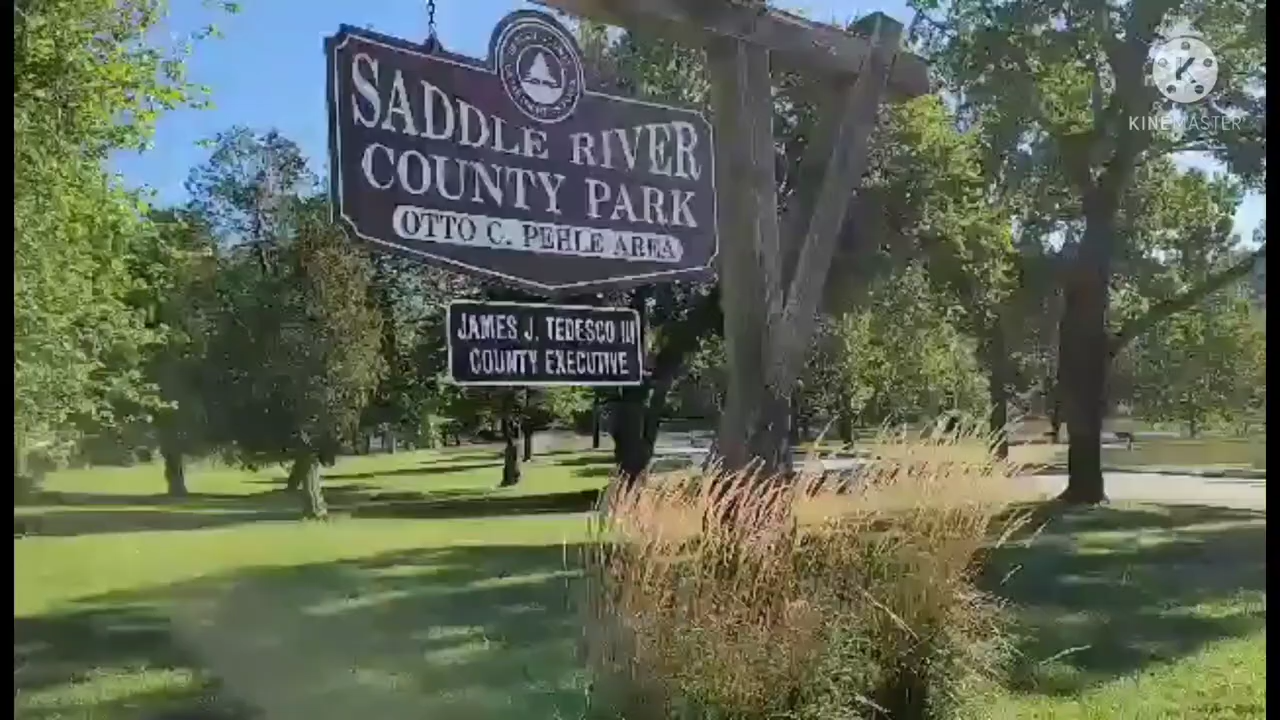 SADDLE RIVER
COUNTY PARK
OTTO C. PEHLE AREA
JAMES J. TEDESCO III
COUNTY EXECUTIVE
K
KINEMASTER